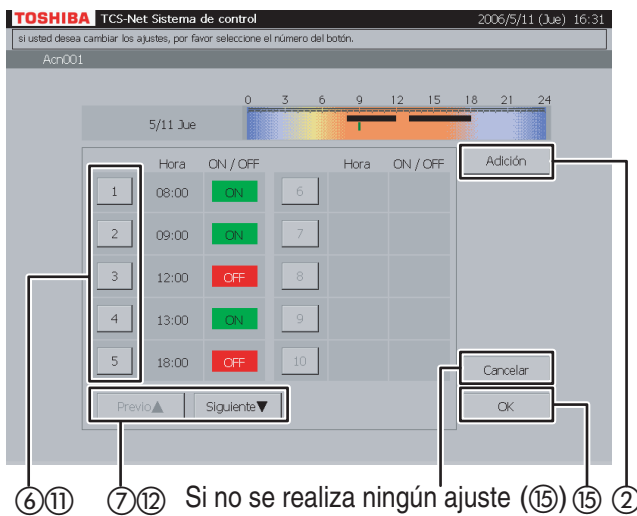 TOSHIBA TCS-Net Sistema de control 2006/5/11 (Jue) 16:31
si usted desea cambiar los ajustes, por favor seleccione el número del botón.
Acn001
0 3 6 9 12 15 18 21 24
5/11 Jue
Hora ON / OFF Hora ON / OFF Adición
1 08:00 ON 6
2 09:00 ON 7
3 12:00 OFF 8
4 13:00 ON 9
5 18:00 OFF 10
Cancelar
Previo▲ Siguiente▼ OK
⑥⑪ ⑦⑫ Si no se realiza ningún ajuste (⑮) ⑮ ②